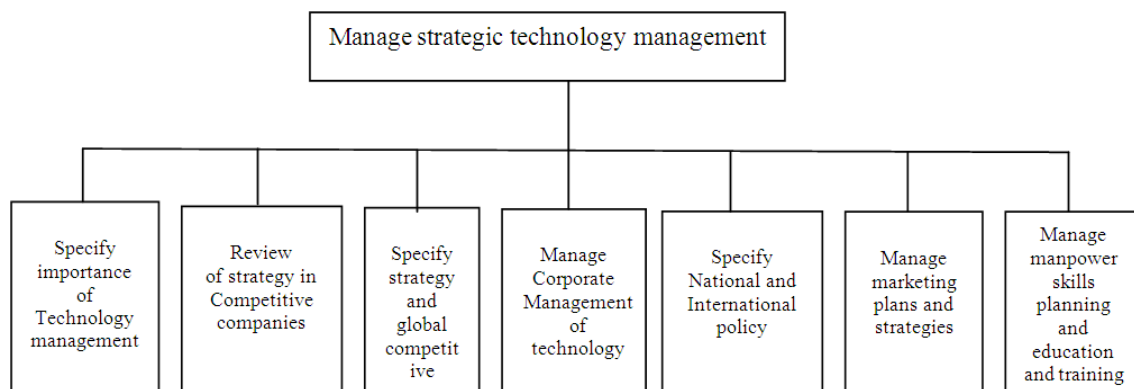 Manage strategic technology management
Specify
importance
of
Technology
management
Review
of strategy in
Competitive
companies
Specify
strategy
and
global
competit
ive
Manage
Corporate
Management
of
technology
Specify
National and
International
policy
Manage
marketing
plans and
strategies
Manage
manpower
skills
planning
and
education
and training